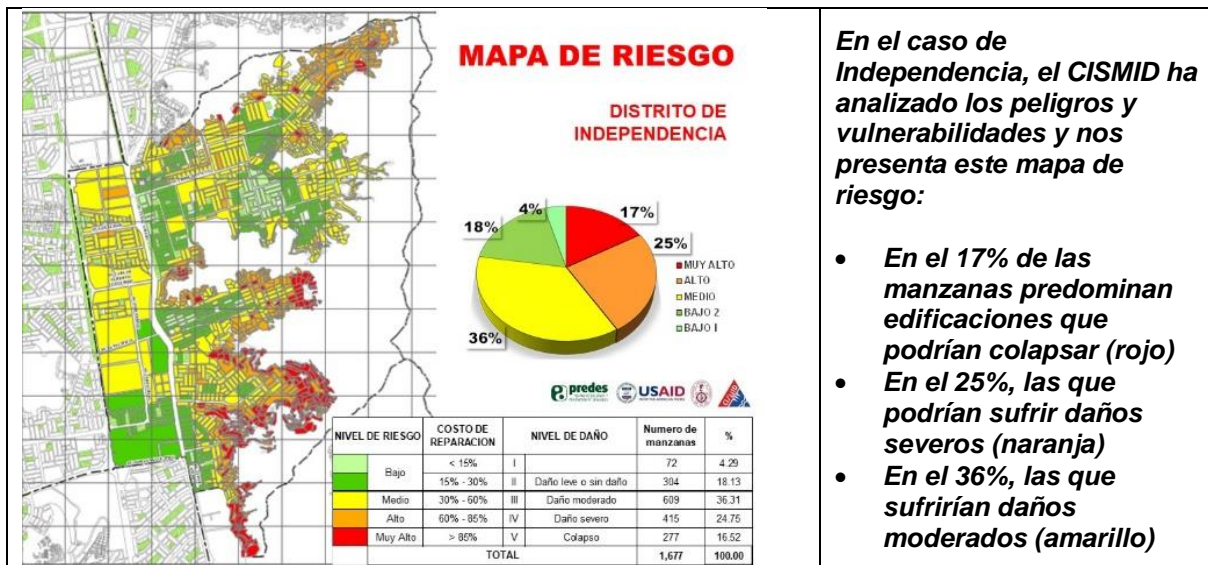 MAPA DE RIESGO
DISTRITO DE
INDEPENDENCIA
4%
17%
18%
25%
36%
MUY ALTO
ALTO
MEDIO
BAJO 2
BAJO 1
predes
USAID
NIVEL DE RIESGO COSTO DE REPARACION NIVEL DE DAÑO Numero de manzanas %
Bajo < 15% I 72 4.29
15% - 30% II Daño leve o sin daño 304 18.13
Medio 30% - 60% III Daño moderado 609 36.31
Alto 60% - 85% IV Daño severo 415 24.75
Muy Alto > 85% V Colapso 277 16.52
TOTAL 1,677 100.00
En el caso de
Independencia, el CISMID ha
analizado los peligros y
vulnerabilidades y nos
presenta este mapa de
riesgo:
• En el 17% de las
manzanas predominan
edificaciones que
podrían colapsar (rojo)
• En el 25%, las que
podrían sufrir daños
severos (naranja)
• En el 36%, las que
sufrirían daños
moderados (amarillo)